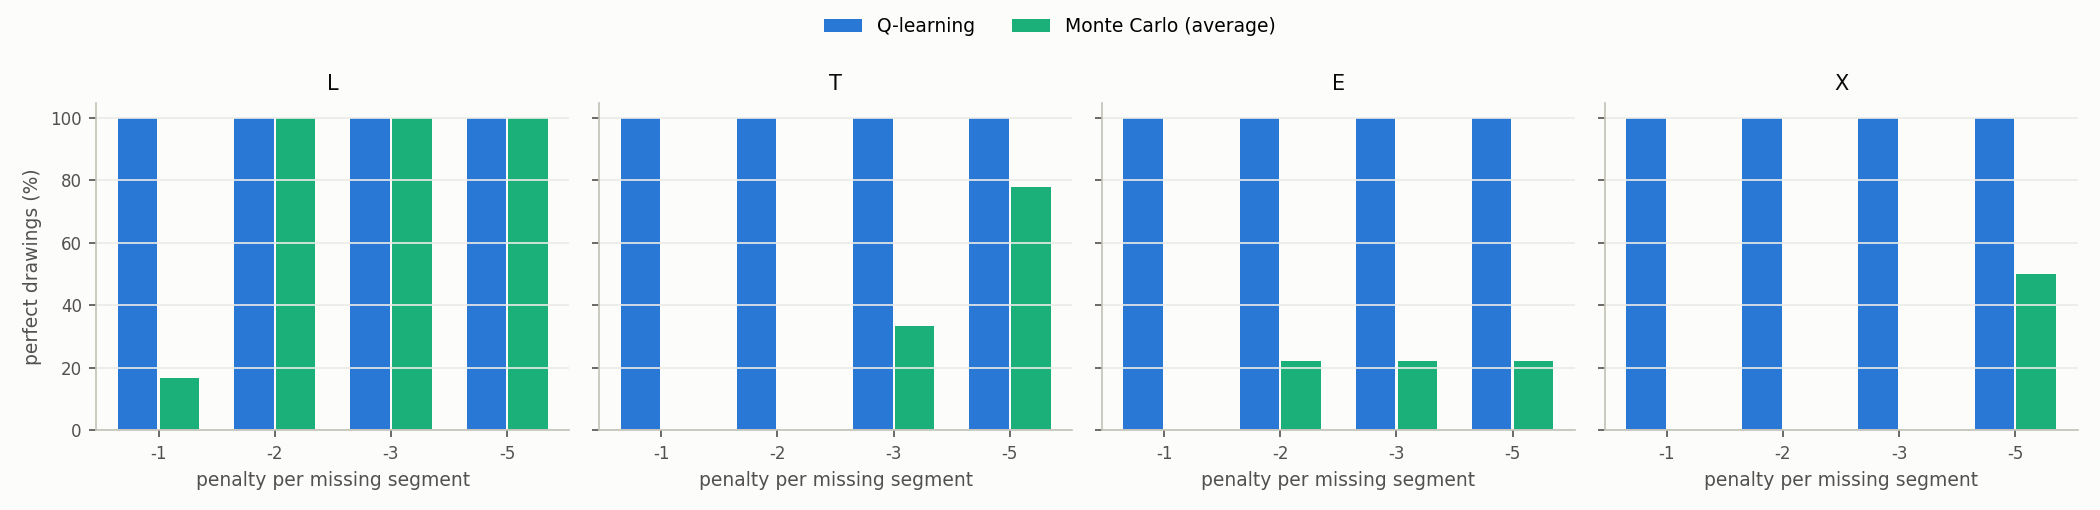 Q-learning Monte Carlo (average)
L T E X
perfect drawings (%)
100
80
60
40
20
0
-1 -2 -3 -5 -1 -2 -3 -5 -1 -2 -3 -5 -1 -2 -3 -5
penalty per missing segment penalty per missing segment penalty per missing segment penalty per missing segment